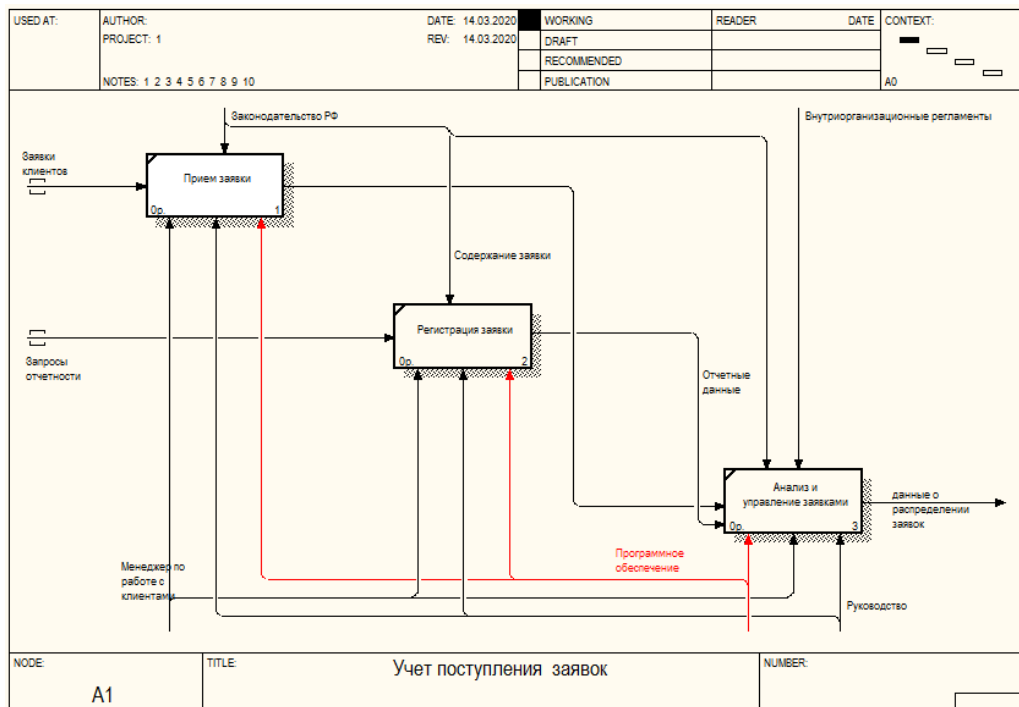 USED AT:
AUTHOR:
DATE: 14.03.2020
WORKING
READER
DATE
CONTEXT:
PROJECT: 1
REV: 14.03.2020
DRAFT
RECOMMENDED
NOTES: 1 2 3 4 5 6 7 8 9 10
PUBLICATION
A0
Законодательство РФ
Внутриорганизационные регламенты
Заявки
клиентов
Прием заявки
0р.
1
Содержание заявки
Регистрация заявки
0р.
2
Запросы
отчетности
Отчетные
данные
Анализ и
управление заявками
0р.
3
данные о
распределении
заявок
Программное
обеспечение
Менеджер по
работе с
клиентами
Руководство
NODE:
TITLE:
NUMBER:
Учет поступления заявок
A1